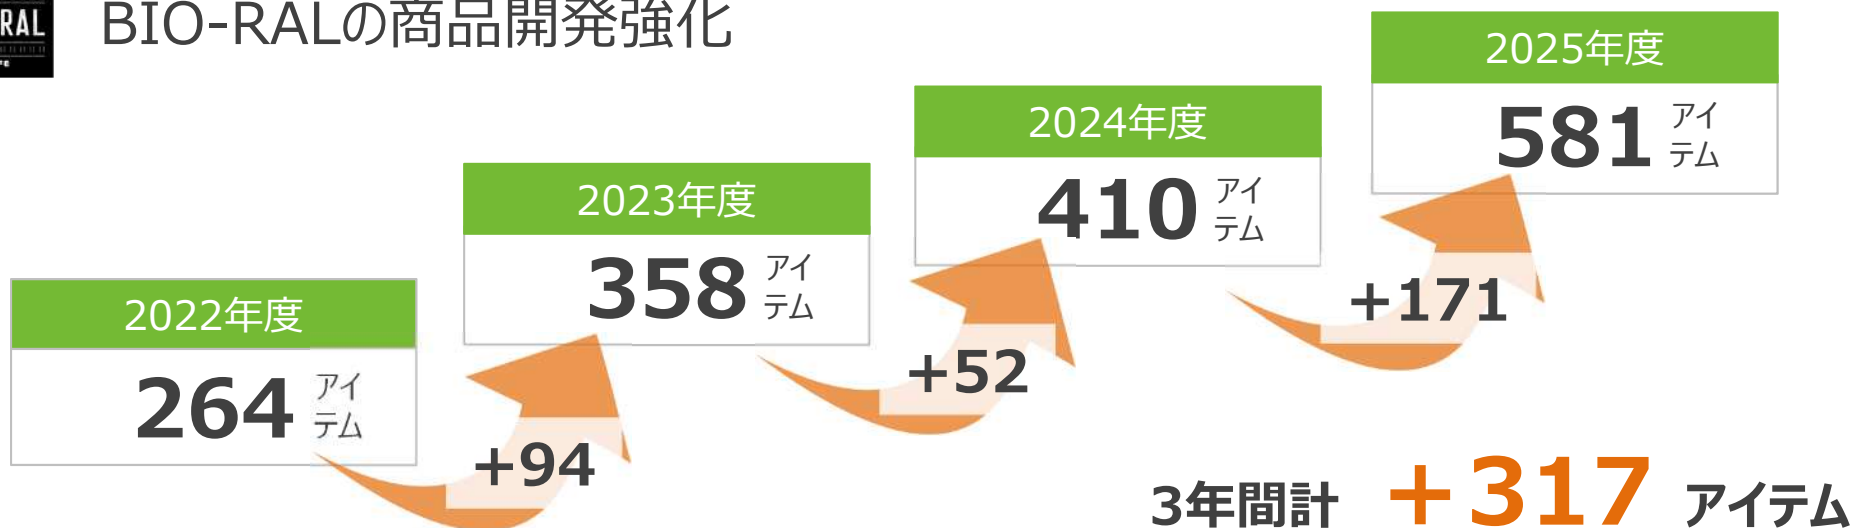 RAL
BIO-RALの商品開発強化
2022年度
264 アイ
テム
+94
2023年度
358 アイ
テム
+52
2024年度
410 アイ
テム
+171
2025年度
581 アイ
テム
3年間計 +317 アイテム